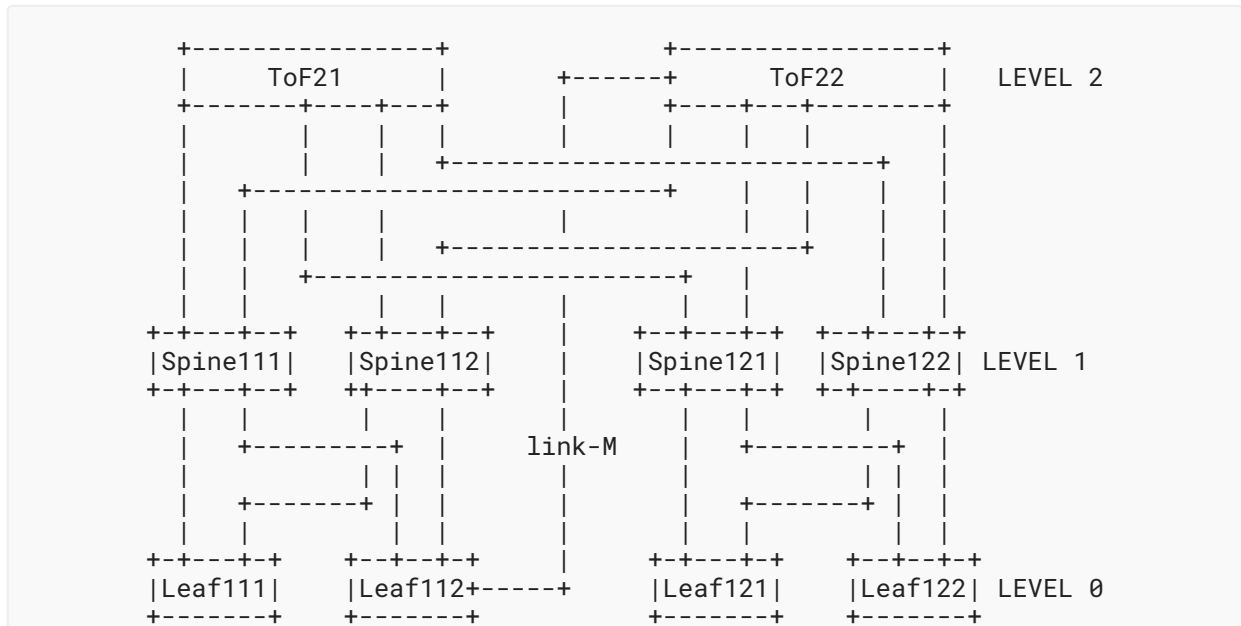 ToF21 ToF22 LEVEL 2
Spine111 Spine112 Spine121 Spine122 LEVEL 1
link-M
Leaf111 Leaf112 Leaf121 Leaf122 LEVEL 0